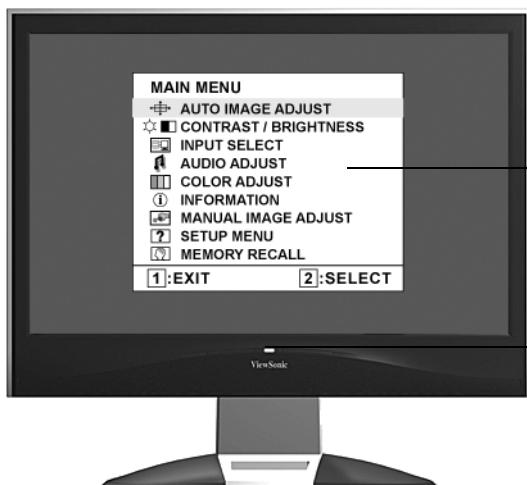 MAIN MENU
AUTO IMAGE ADJUST
CONTRAST / BRIGHTNESS
INPUT SELECT
AUDIO ADJUST
COLOR ADJUST
INFORMATION
MANUAL IMAGE ADJUST
SETUP MENU
MEMORY RECALL
1:EXIT 2:SELECT
ViewSonic